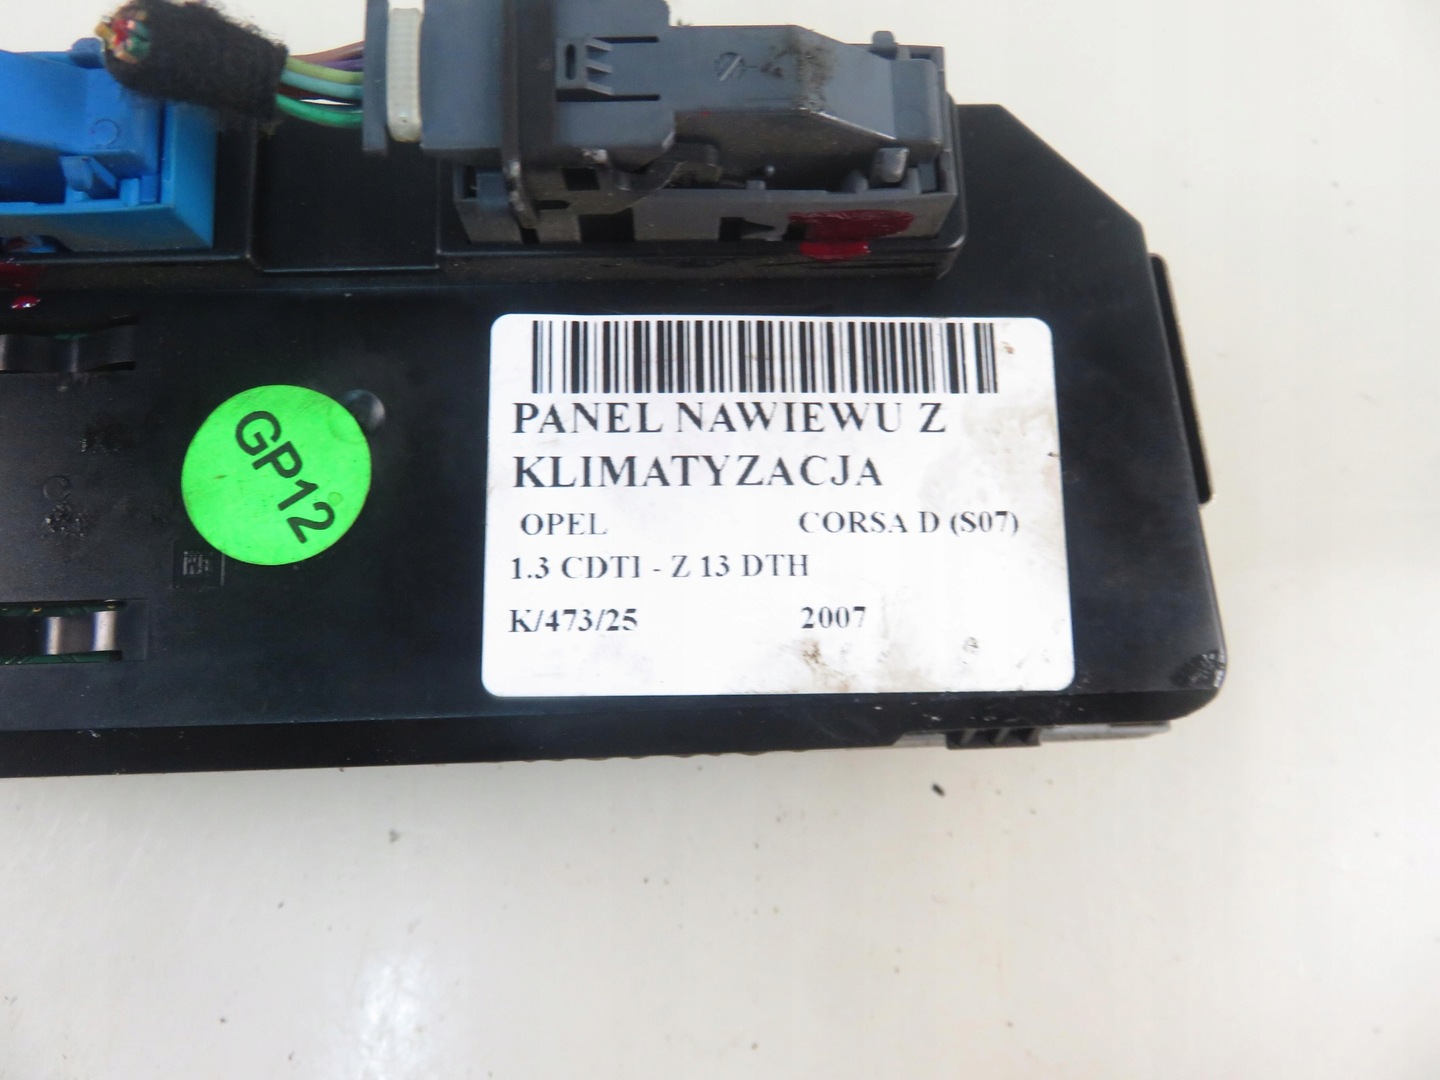 GP12
PANEL NAWIEWU Z
KLIMATYZACJA
OPEL CORSA D (S07)
1.3 CDTI - Z 13 DTH
K/473/25 2007